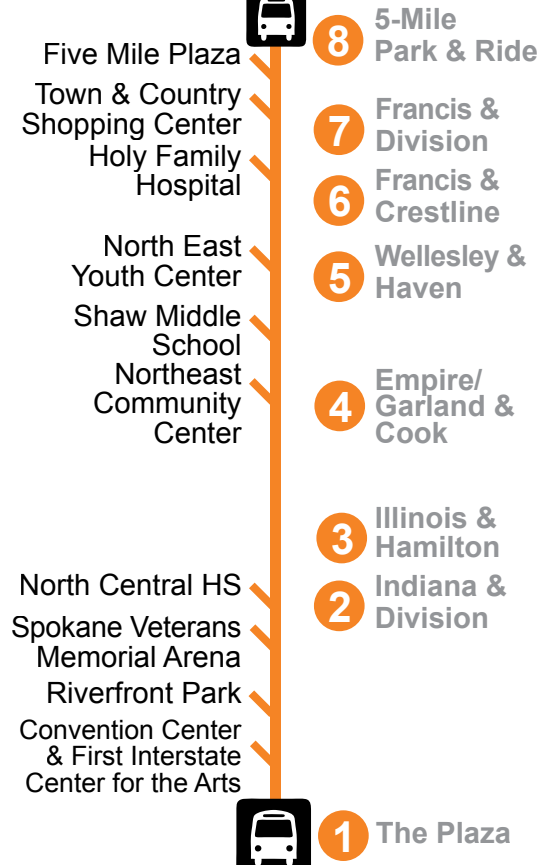 8
5-Mile
Park & Ride
Five Mile Plaza
Town & Country
Shopping Center
7
Francis &
Division
Holy Family
Hospital
6
Francis &
Crestline
North East
Youth Center
5
Wellesley &
Haven
Shaw Middle
School
Northeast
Community
Center
4
Empire/
Garland &
Cook
3
Illinois &
Hamilton
North Central HS
2
Indiana &
Division
Spokane Veterans
Memorial Arena
Riverfront Park
Convention Center
& First Interstate
Center for the Arts
1
The Plaza